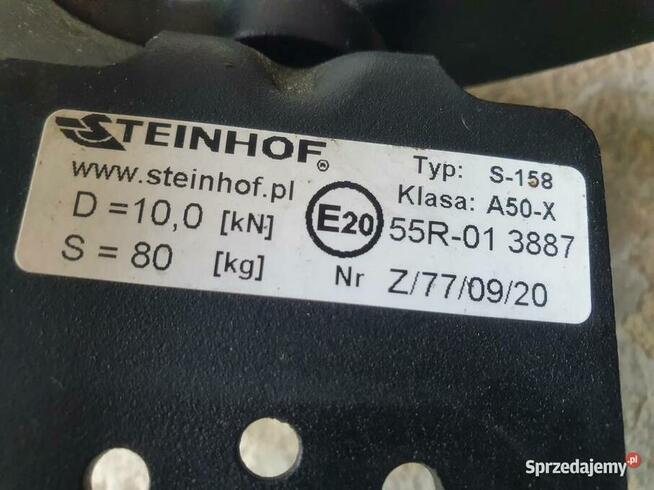 STEINHOF®
www.steinhof.pl
D =10,0 [kN]
S = 80 [kg]
E20
Typ: S-158
Klasa: A50-X
55R-01 3887
Nr Z/77/09/20
Sprzedajemy.pl